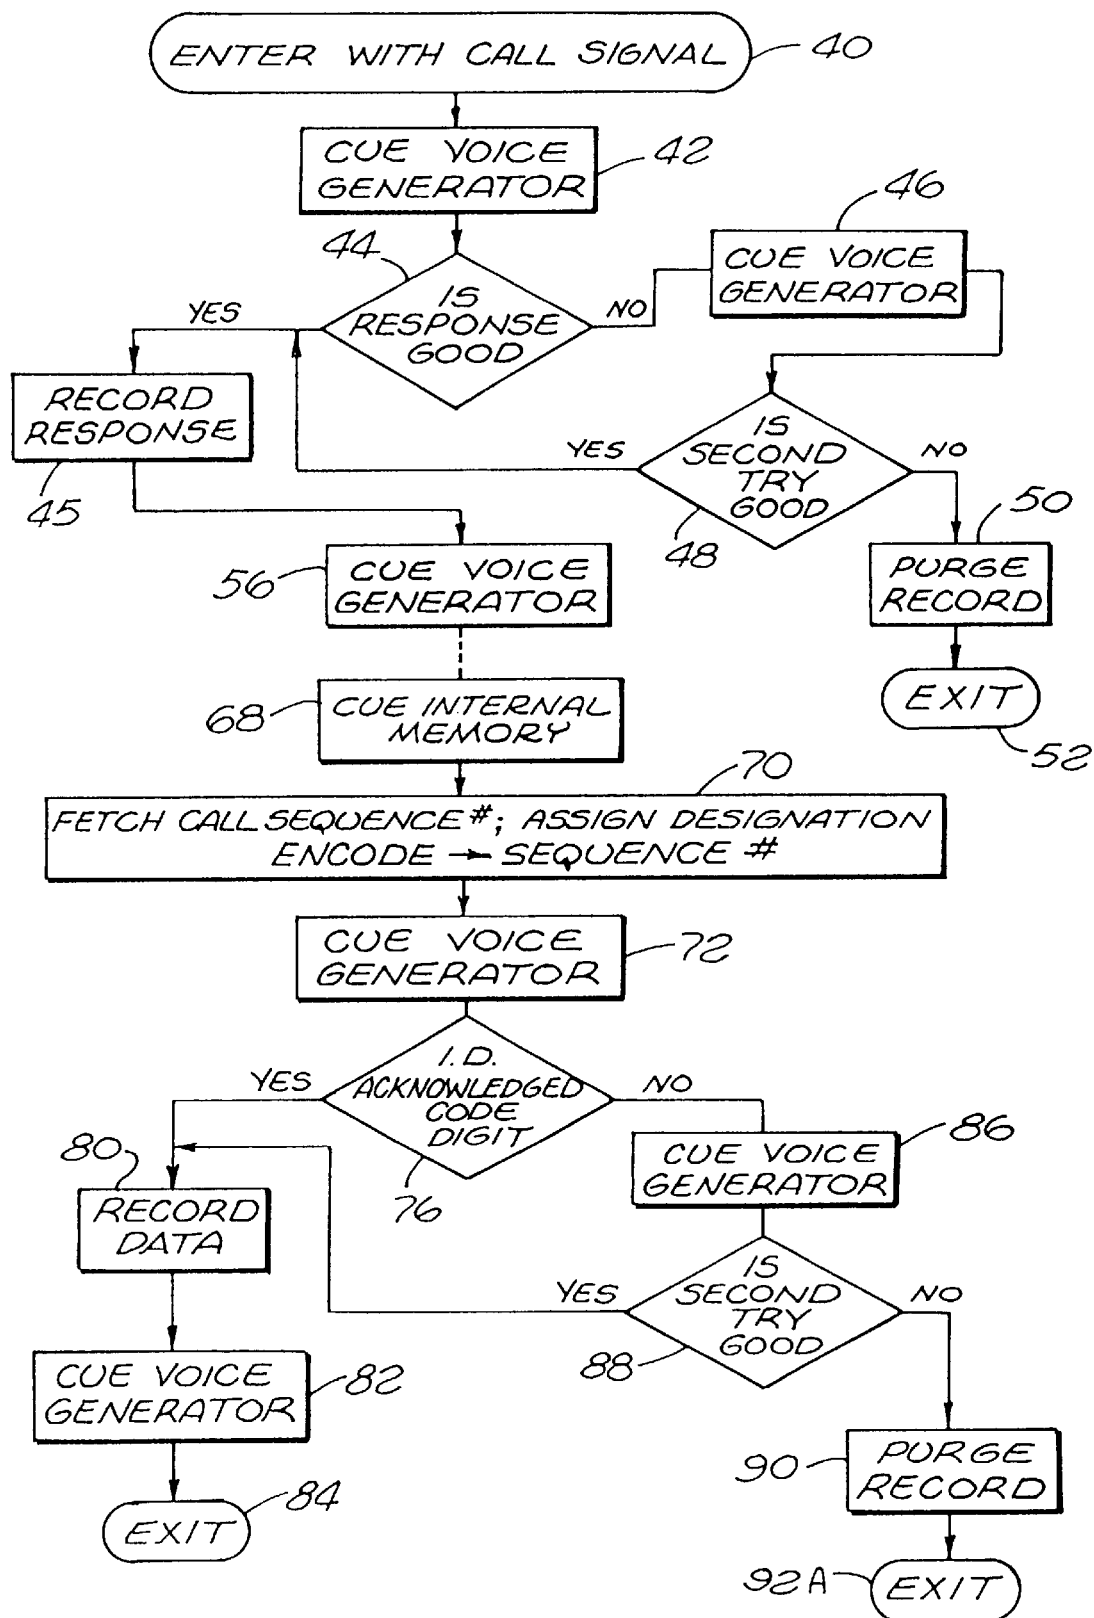 ENTER WITH CALL SIGNAL
40
CUE VOICE
GENERATOR
42
44
IS
RESPONSE
GOOD
YES
NO
46
CUE VOICE
GENERATOR
RECORD
RESPONSE
45
IS
SECOND
TRY
GOOD
YES
NO
48
50
PURGE
RECORD
EXIT
52
56
CUE VOICE
GENERATOR
68
CUE INTERNAL
MEMORY
70
FETCH CALL SEQUENCE #; ASSIGN DESIGNATION
ENCODE → SEQUENCE #
CUE VOICE
GENERATOR
72
I.D.
ACKNOWLEDGED
CODE
DIGIT
YES
NO
76
80
RECORD
DATA
86
CUE VOICE
GENERATOR
IS
SECOND
TRY
GOOD
YES
NO
88
CUE VOICE
GENERATOR
82
EXIT
84
90
PURGE
RECORD
92A
EXIT